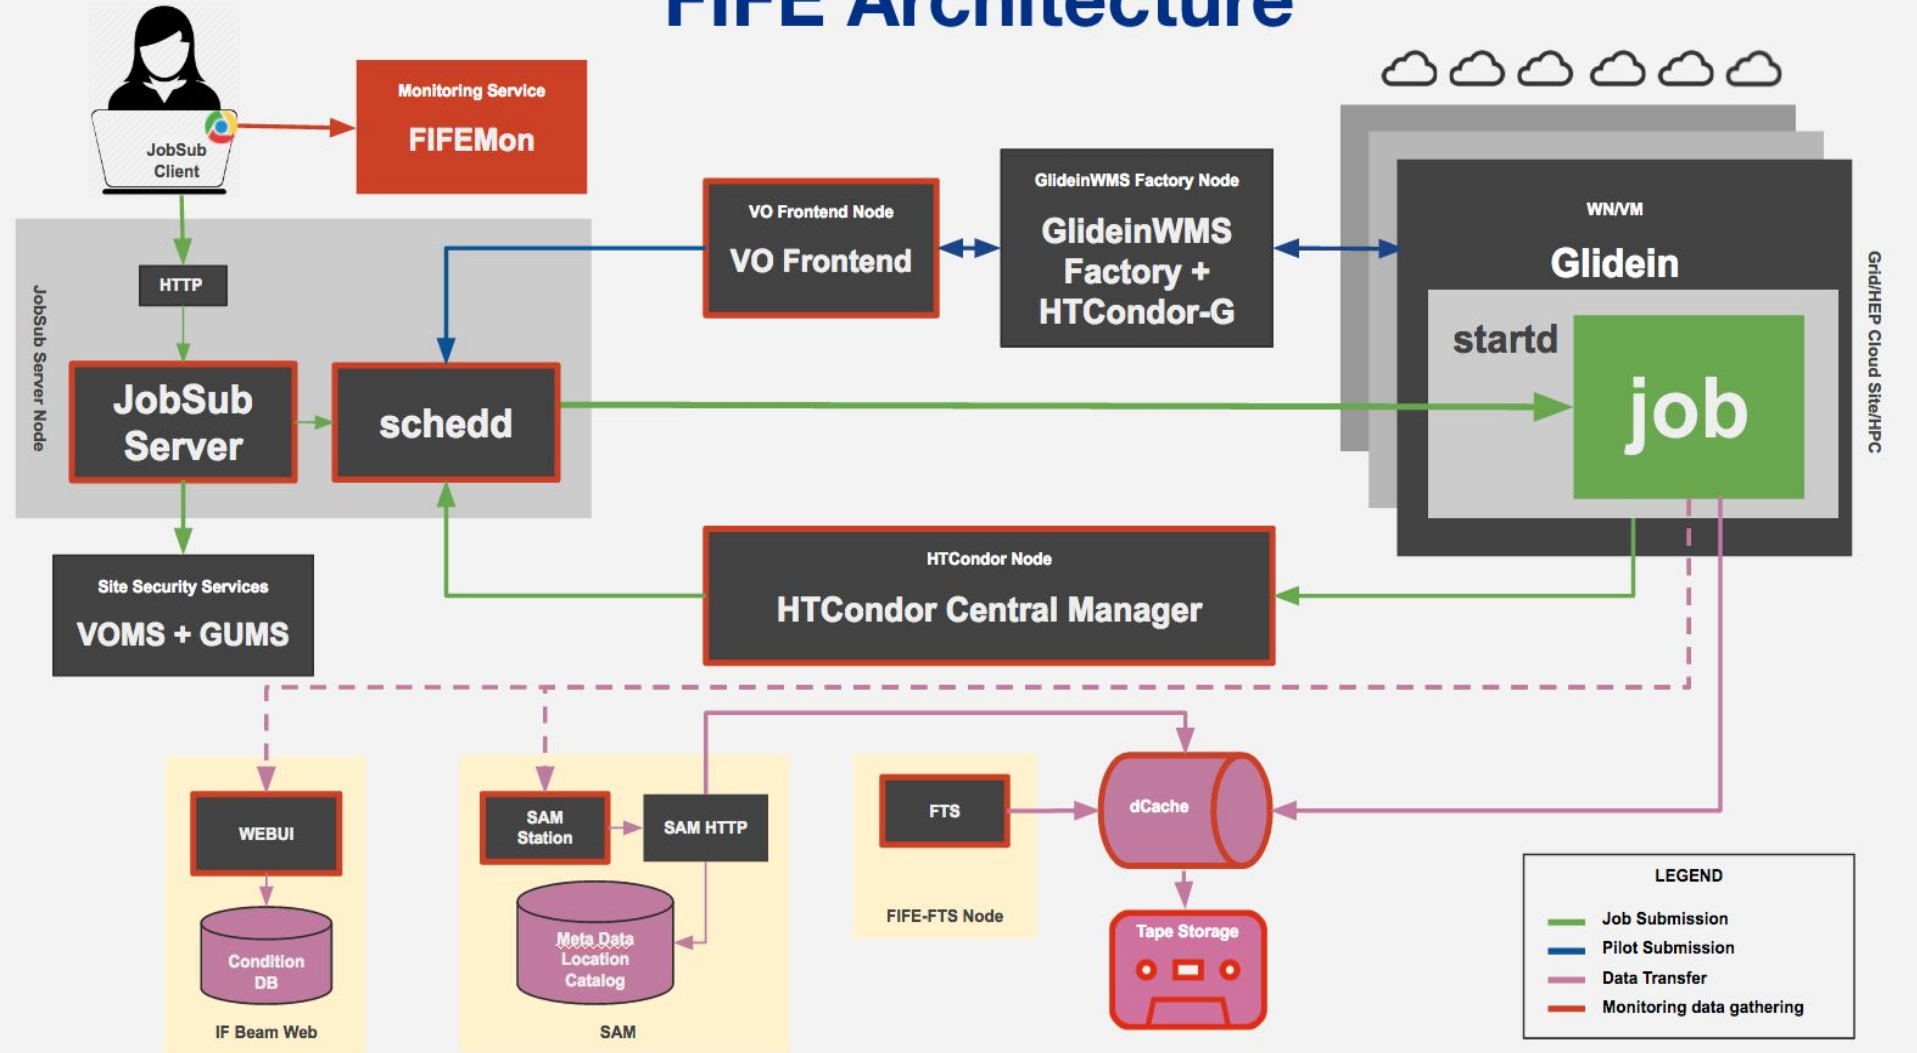 FIFE Architecture
JobSub
Client
Monitoring Service
FIFEMon
HTTP
JobSub Server Node
JobSub
Server
schedd
Site Security Services
VOMS + GUMS
VO Frontend Node
VO Frontend
GlideinWMS Factory Node
GlideinWMS
Factory +
HTCondor-G
WN/VM
Glidein
startd
job
Grid/HEP Cloud Site/HPC
HTCondor Node
HTCondor Central Manager
WEBUI
Condition
DB
IF Beam Web
SAM
Station
SAM HTTP
Meta Data
Location
Catalog
SAM
FTS
FIFE-FTS Node
dCache
Tape Storage
LEGEND
Job Submission
Pilot Submission
Data Transfer
Monitoring data gathering